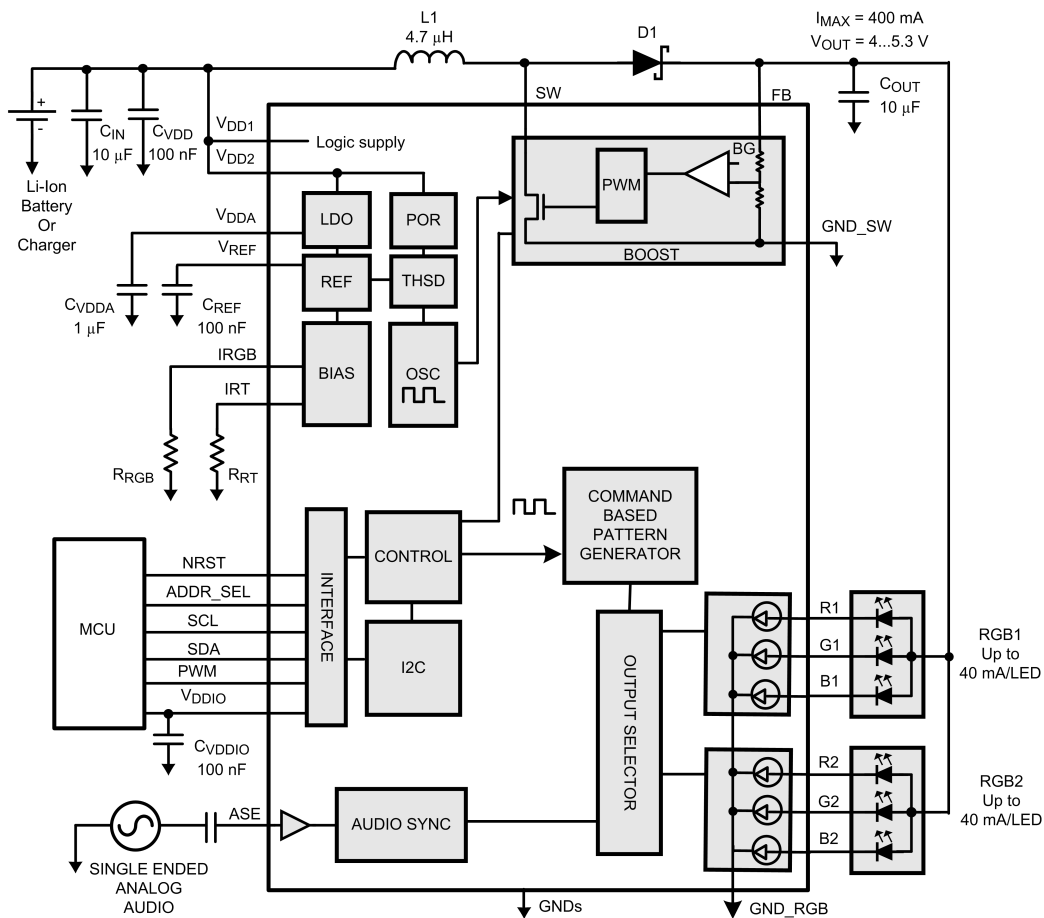 L1
4.7 μH
D1
IMAX = 400 mA
VOUT = 4...5.3 V
+
-
CIN
10 μF
CVDD
100 nF
Li-Ion
Battery
Or
Charger
VDD1
Logic supply
VDD2
SW
FB
COUT
10 μF
BG
PWM
BOOST
GND_SW
VDDA
VREF
LDO
POR
REF
THSD
CVDDA
1 μF
CREF
100 nF
IRGB
IRT
BIAS
OSC
RRGB
RRT
COMMAND
BASED
PATTERN
GENERATOR
MCU
NRST
ADDR_SEL
SCL
SDA
PWM
VDDIO
INTERFACE
CONTROL
I2C
CVDDIO
100 nF
OUTPUT SELECTOR
R1
G1
B1
RGB1
Up to
40 mA/LED
R2
G2
B2
RGB2
Up to
40 mA/LED
ASE
AUDIO SYNC
SINGLE ENDED
ANALOG
AUDIO
GNDs
GND_RGB